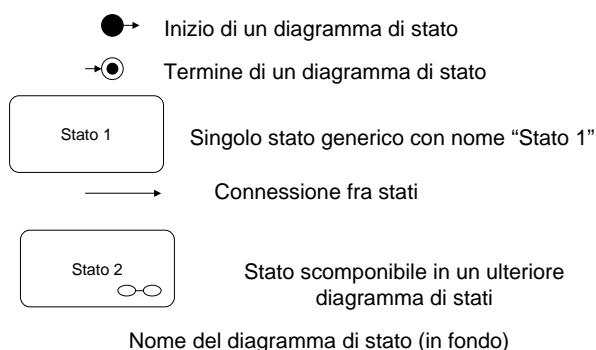 Inizio di un diagramma di stato
Termine di un diagramma di stato
Stato 1
Singolo stato generico con nome “Stato 1”
Connessione fra stati
Stato 2
Stato scomponibile in un ulteriore
diagramma di stati
Nome del diagramma di stato (in fondo)